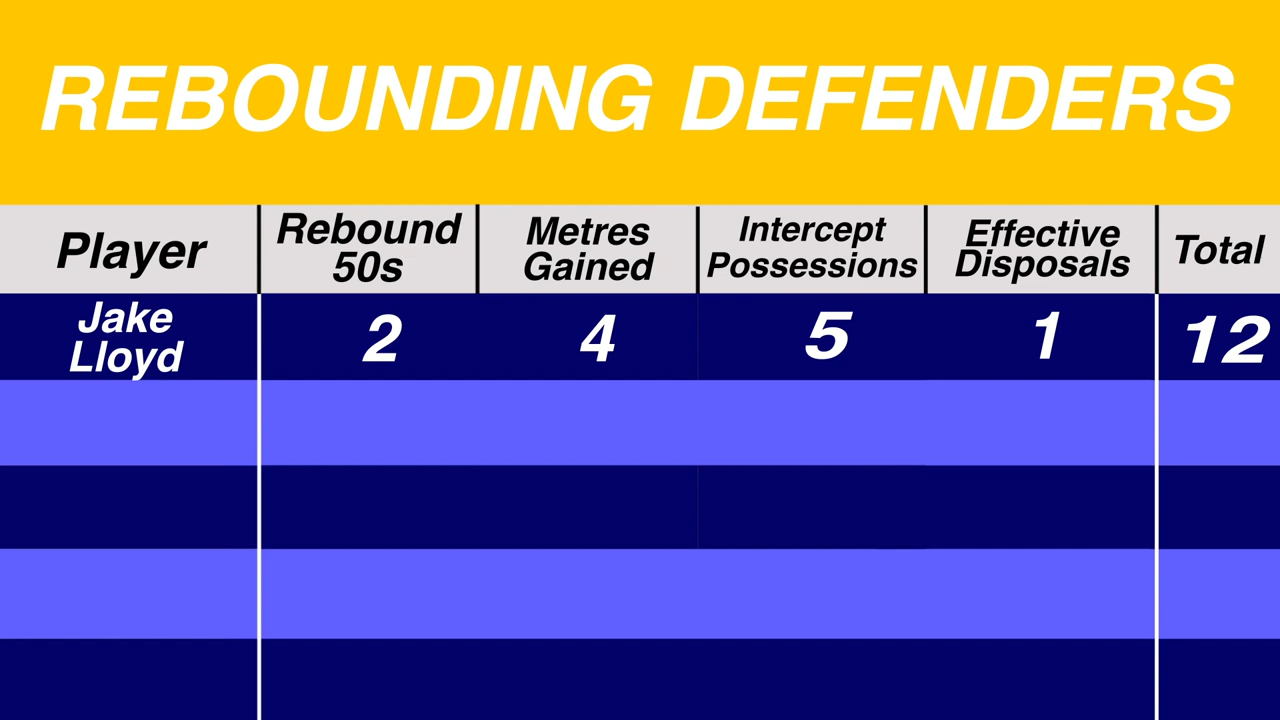 REBOUNDING DEFENDERS
Player
Rebound
50s
Metres
Gained
Intercept
Possessions
Effective
Disposals
Total
Jake
Lloyd
2
4
5
1
12